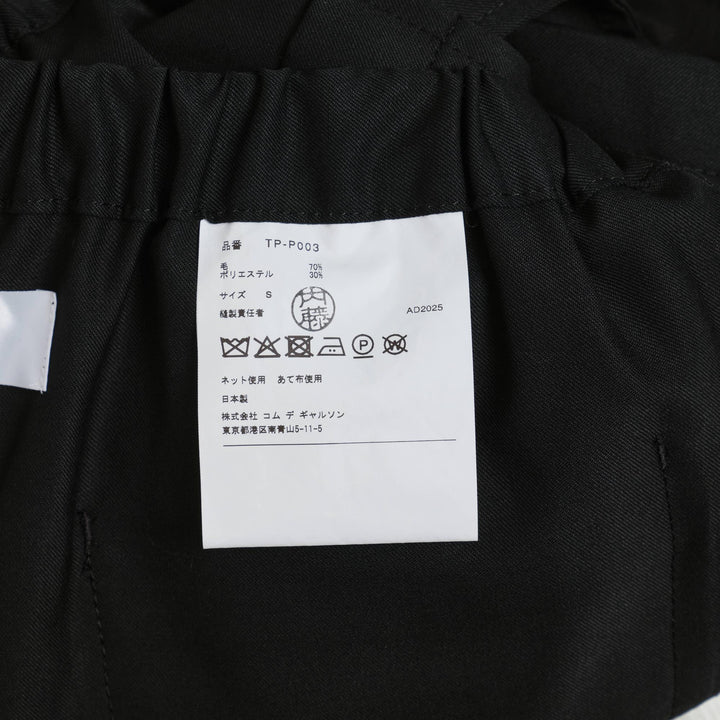 品番 TP-P003
毛 70%
ポリエステル 30%
サイズ S
縫製責任者 内藤 AD2025
P W
ネット使用 あて布使用
日本製
株式会社 コム デ ギャルソン
東京都港区南青山5-11-5